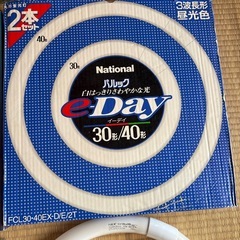 2本
セット
3波長形
昼光色
40形
30形
National
パルック
白はっきりさわやかな光
e-Day
イーデイ
30形/40形
FCL30・40EX-D/E/2T